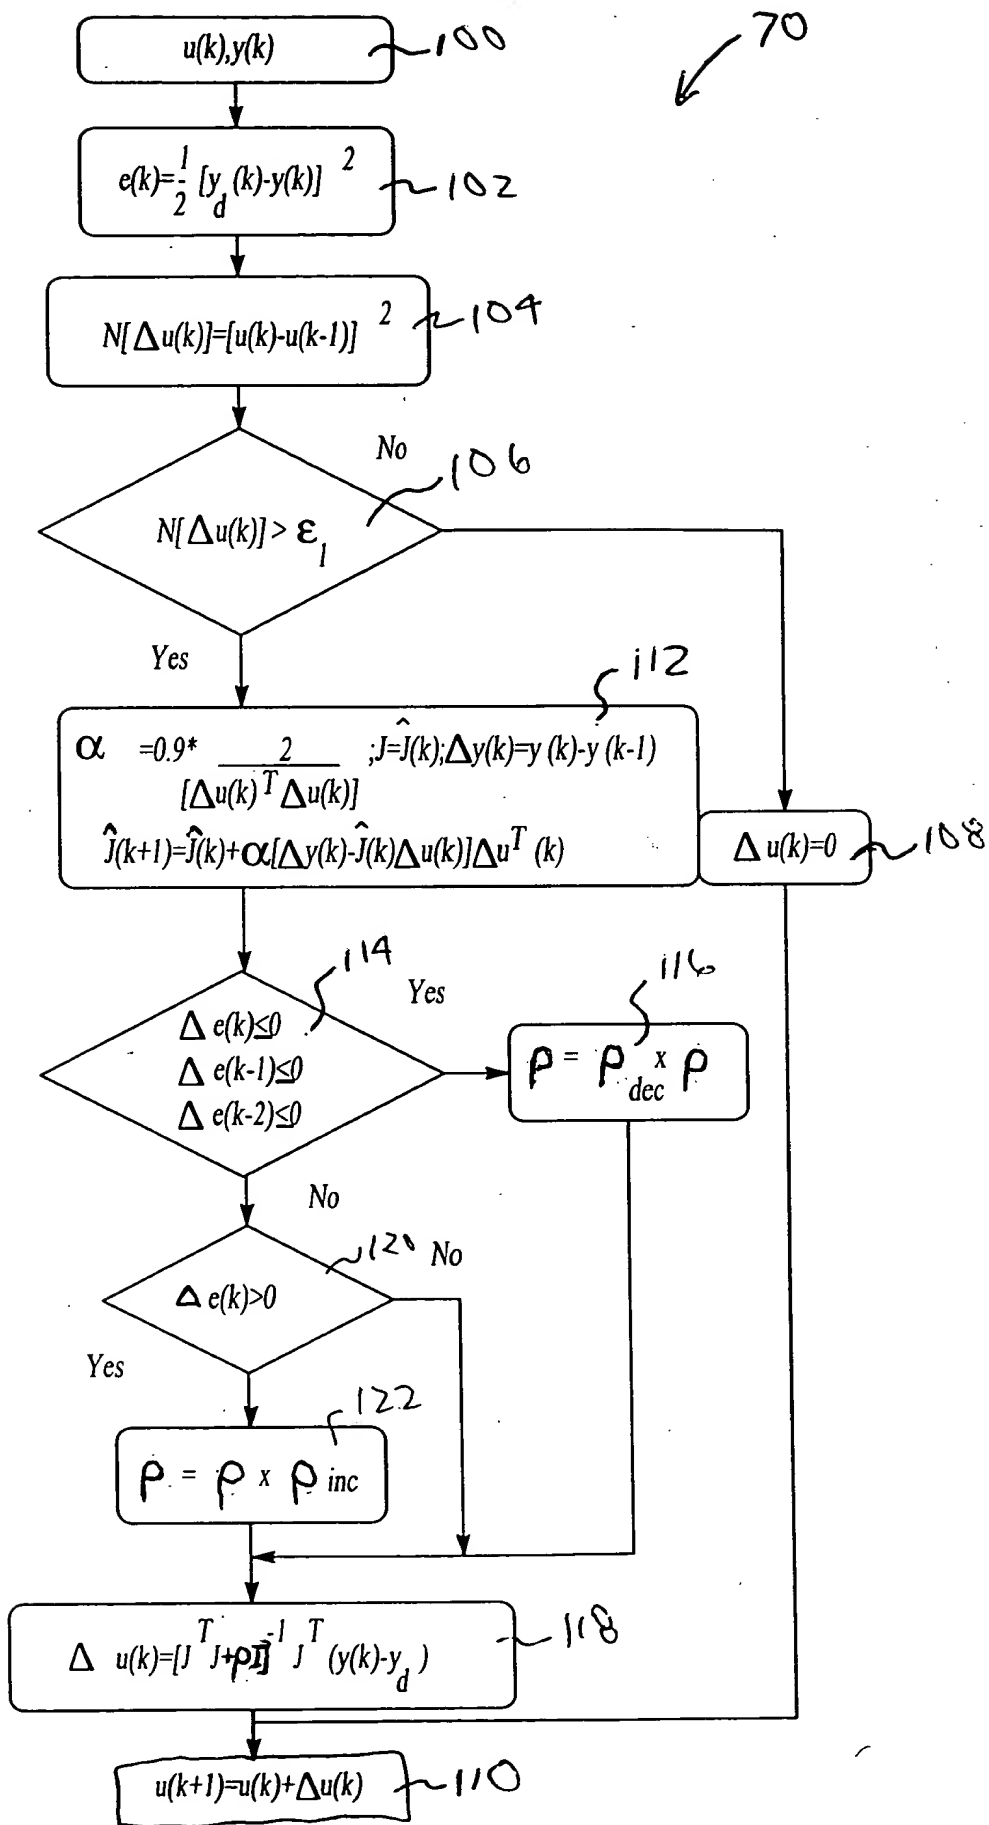 u(k),y(k)
100
70
e(k)=1/2 [y_d (k)-y(k)] ^2
102
N[Δu(k)]=[u(k)-u(k-1)] ^2
104
No
106
N[Δu(k)] > ε_1
Yes
112
α =0.9* 2/[Δu(k)^T Δu(k)] ;J=Ĵ(k);Δy(k)=y (k)-y (k-1)
Ĵ(k+1)=Ĵ(k)+α[Δy(k)-Ĵ(k)Δu(k)]Δu^T (k)
Δ u(k)=0
108
114
Yes
116
Δ e(k)≤0
Δ e(k-1)≤0
Δ e(k-2)≤0
ρ = ρ_dec x ρ
No
120
No
Δ e(k)>0
Yes
122
ρ = ρ x ρ inc
Δ u(k)=[J^T J+ρI]^-1 J^T (y(k)-y_d )
118
u(k+1)=u(k)+Δu(k)
110